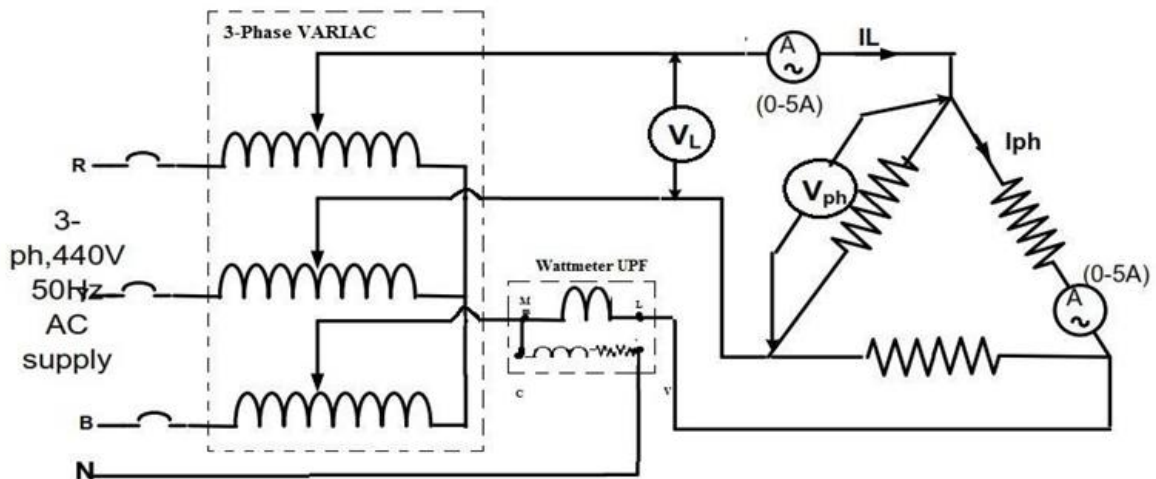 3-Phase VARIAC
A
IL
(0-5A)
VL
Iph
Vph
R
3-
ph,440V
50Hz
AC
supply
Wattmeter UPF
M
L
C
V
(0-5A)
A
B
N